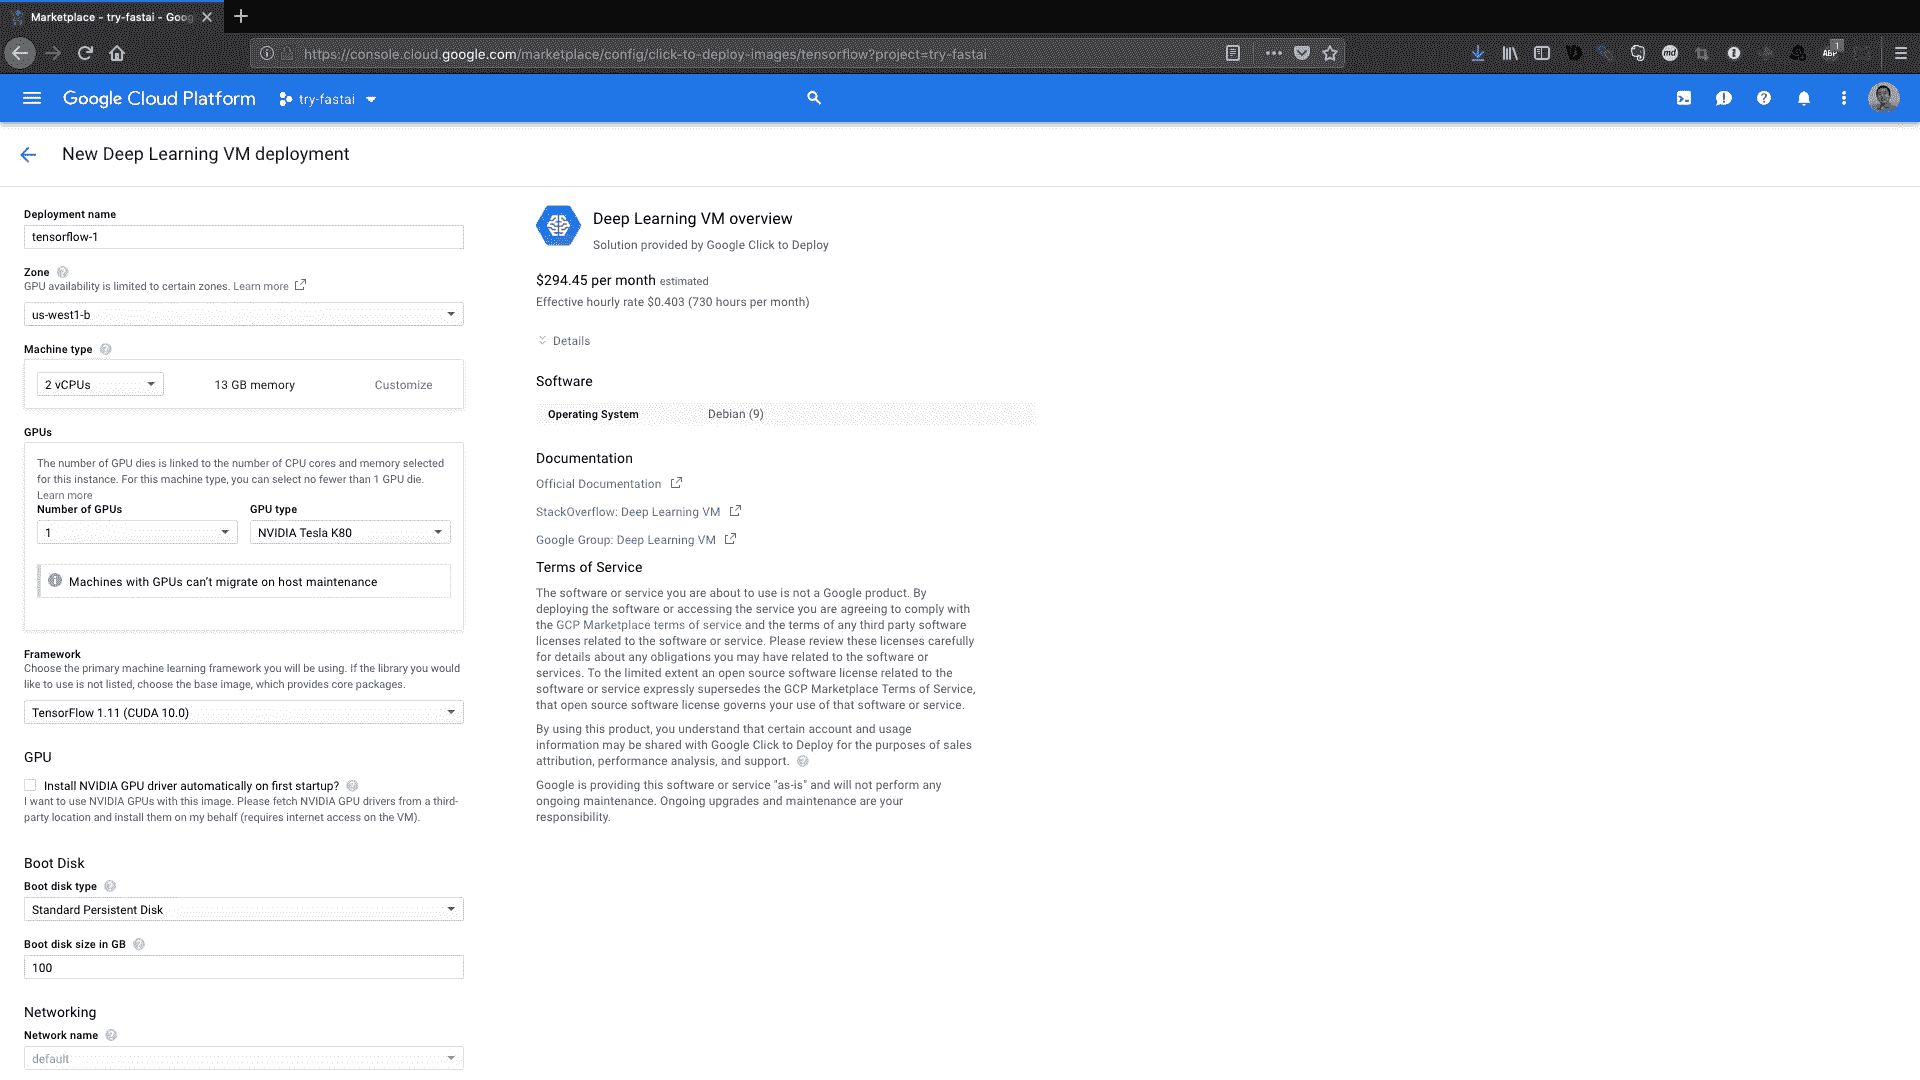 Marketplace - try-fastai - Goog
https://console.cloud.google.com/marketplace/config/click-to-deploy-images/tensorflow?project=try-fastai
Google Cloud Platform
try-fastai
New Deep Learning VM deployment
Deployment name
tensorflow-1
Zone
GPU availability is limited to certain zones. Learn more
us-west1-b
Machine type
2 vCPUs 13 GB memory Customize
GPUs
The number of GPU dies is linked to the number of CPU cores and memory selected
for this instance. For this machine type, you can select no fewer than 1 GPU die.
Learn more
Number of GPUs GPU type
1 NVIDIA Tesla K80
Machines with GPUs can't migrate on host maintenance
Framework
Choose the primary machine learning framework you will be using. If the library you would
like to use is not listed, choose the base image, which provides core packages.
TensorFlow 1.11 (CUDA 10.0)
GPU
Install NVIDIA GPU driver automatically on first startup?
I want to use NVIDIA GPUs with this image. Please fetch NVIDIA GPU drivers from a third-
party location and install them on my behalf (requires internet access on the VM).
Boot Disk
Boot disk type
Standard Persistent Disk
Boot disk size in GB
100
Networking
Network name
default
Deep Learning VM overview
Solution provided by Google Click to Deploy
$294.45 per month estimated
Effective hourly rate $0.403 (730 hours per month)
Details
Software
Operating System Debian (9)
Documentation
Official Documentation
StackOverflow: Deep Learning VM
Google Group: Deep Learning VM
Terms of Service
The software or service you are about to use is not a Google product. By
deploying the software or accessing the service you are agreeing to comply with
the GCP Marketplace terms of service and the terms of any third party software
licenses related to the software or service. Please review these licenses carefully
for details about any obligations you may have related to the software or
services. To the limited extent an open source software license related to the
software or service expressly supersedes the GCP Marketplace Terms of Service,
that open source software license governs your use of that software or service.
By using this product, you understand that certain account and usage
information may be shared with Google Click to Deploy for the purposes of sales
attribution, performance analysis, and support.
Google is providing this software or service "as-is" and will not perform any
ongoing maintenance. Ongoing upgrades and maintenance are your
responsibility.